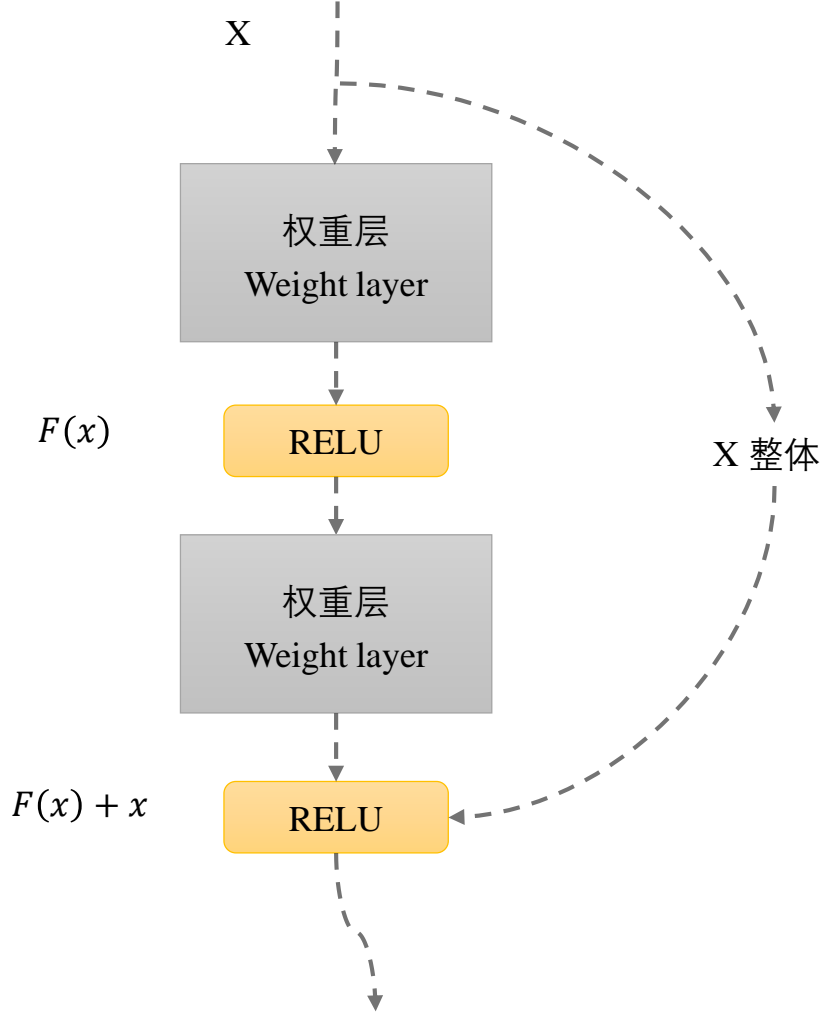 X
权重层
Weight layer
F(x)
RELU
X 整体
权重层
Weight layer
F(x) + x
RELU